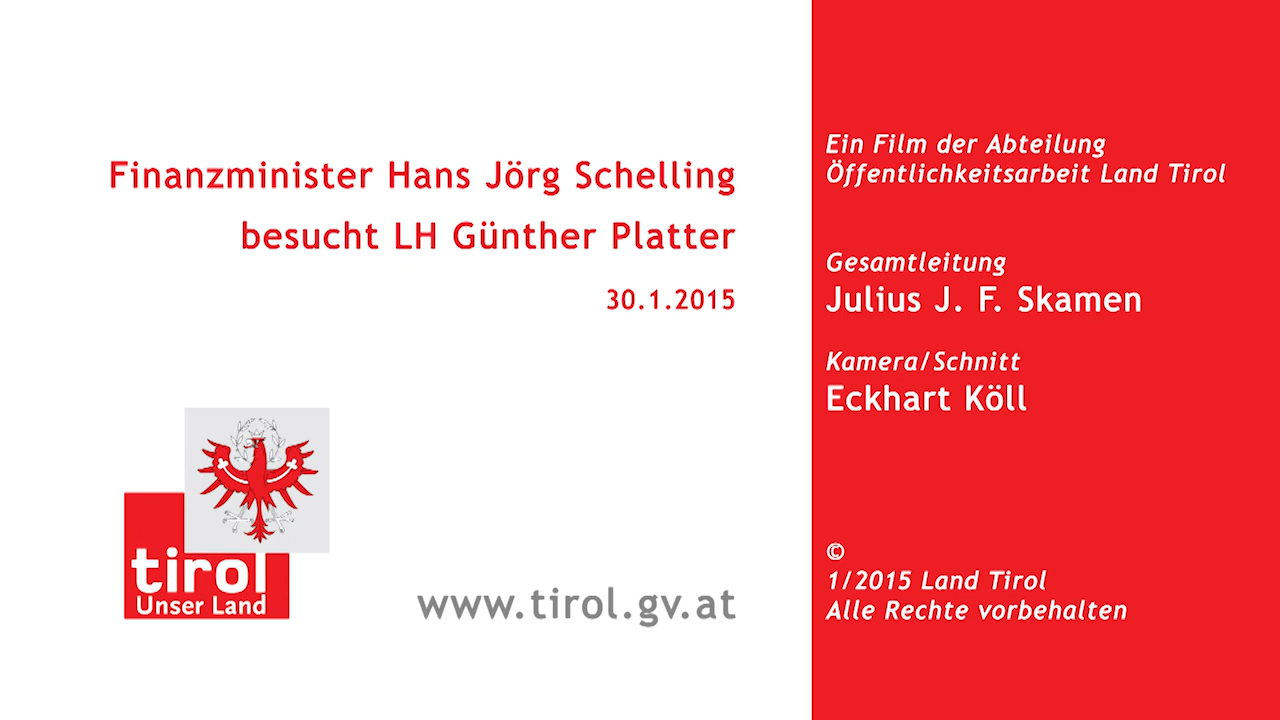 Finanzminister Hans Jörg Schelling
besucht LH Günther Platter
30.1.2015
tirol
Unser Land
www.tirol.gv.at
Ein Film der Abteilung
Öffentlichkeitsarbeit Land Tirol
Gesamtleitung
Julius J. F. Skamen
Kamera/Schnitt
Eckhart Köll
©
1/2015 Land Tirol
Alle Rechte vorbehalten